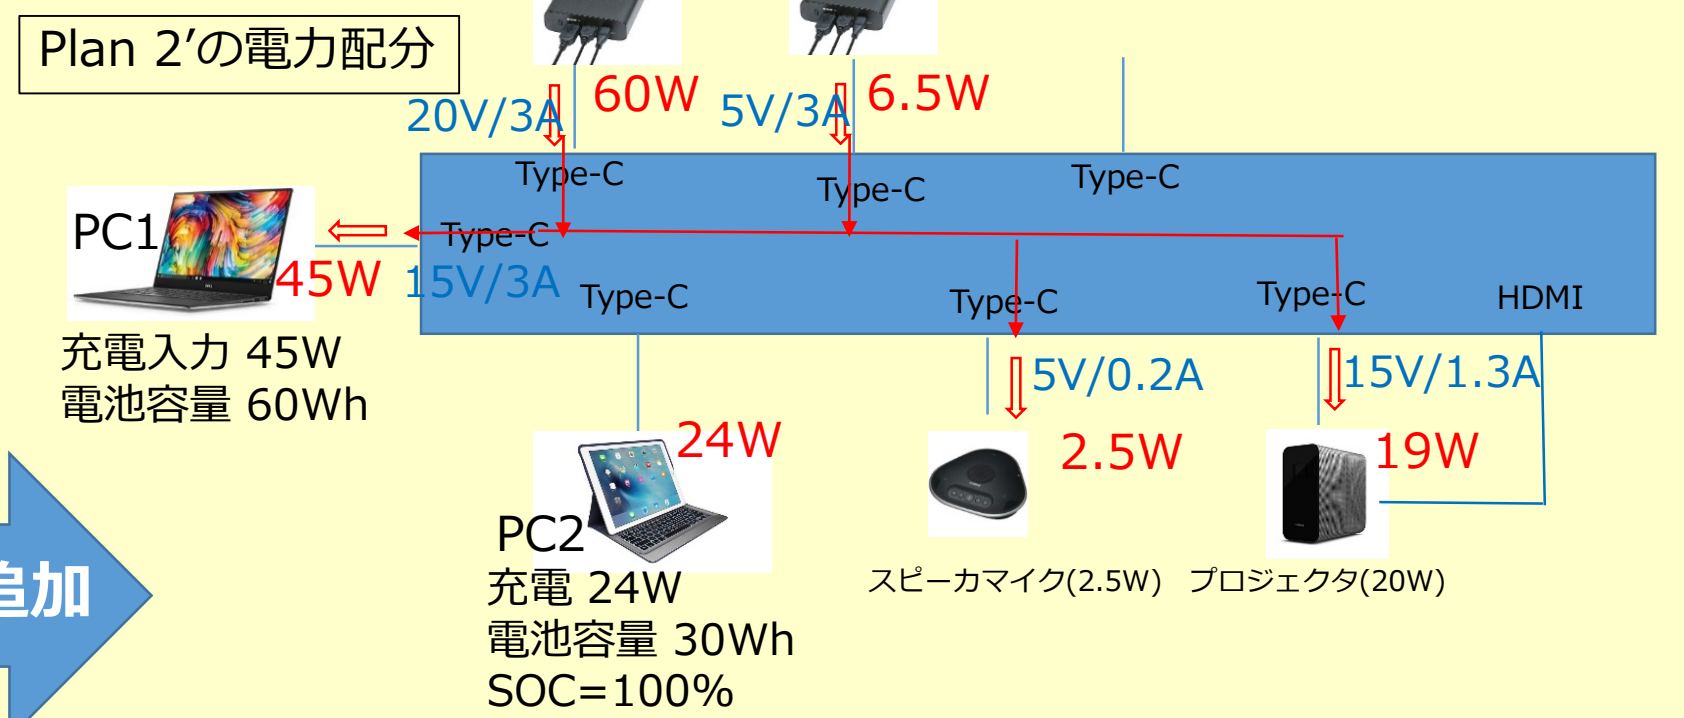 Plan 2’の電力配分
20V/3A
60W
5V/3A
6.5W
Type-C
Type-C
Type-C
PC1
Type-C
45W
15V/3A
Type-C
Type-C
Type-C
HDMI
充電入力 45W
電池容量 60Wh
5V/0.2A
15V/1.3A
24W
2.5W
19W
PC2
充電 24W
電池容量 30Wh
SOC=100%
スピーカマイク(2.5W)
プロジェクタ(20W)
追加